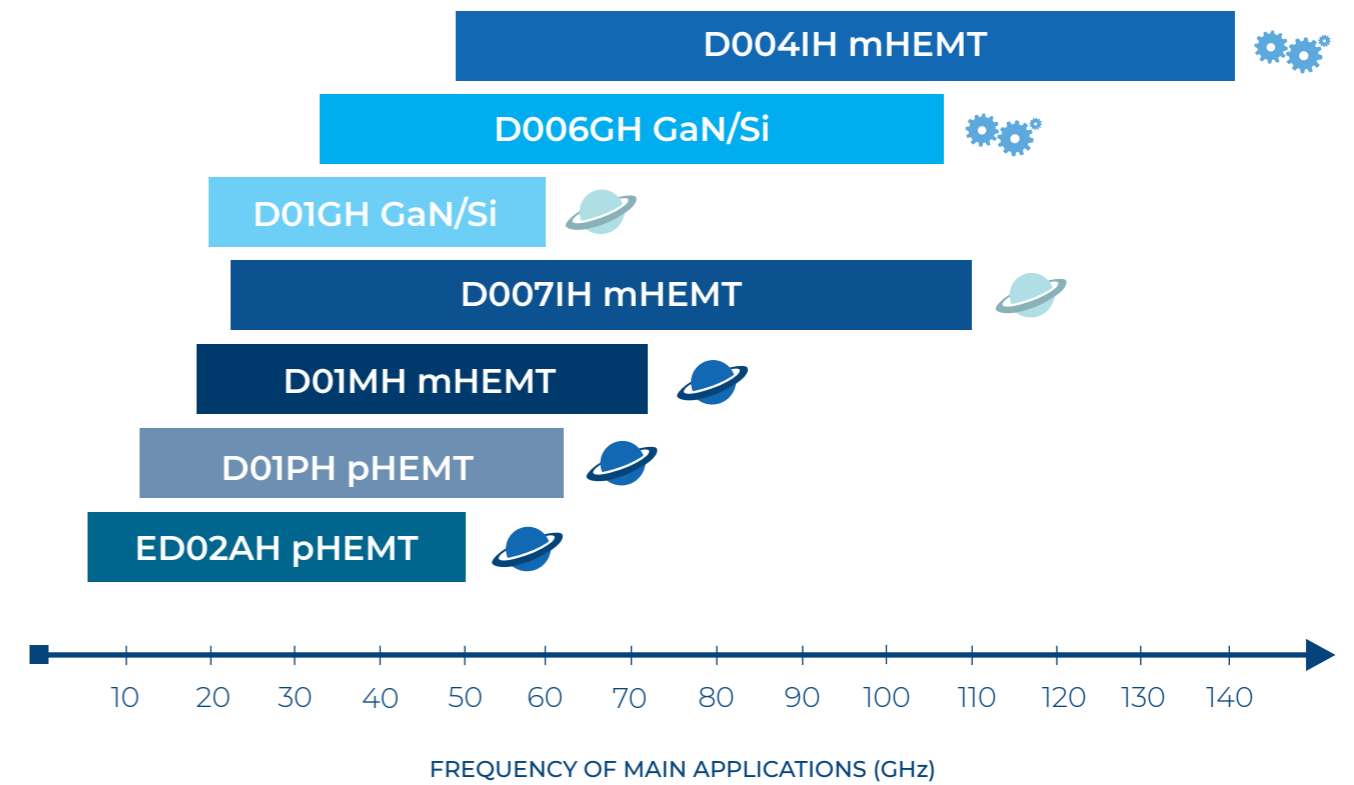 D004IH mHEMT
D006GH GaN/Si
D01GH GaN/Si
D007IH mHEMT
D01MH mHEMT
D01PH pHEMT
ED02AH pHEMT
10 20 30 40 50 60 70 80 90 100 110 120 130 140
FREQUENCY OF MAIN APPLICATIONS (GHz)